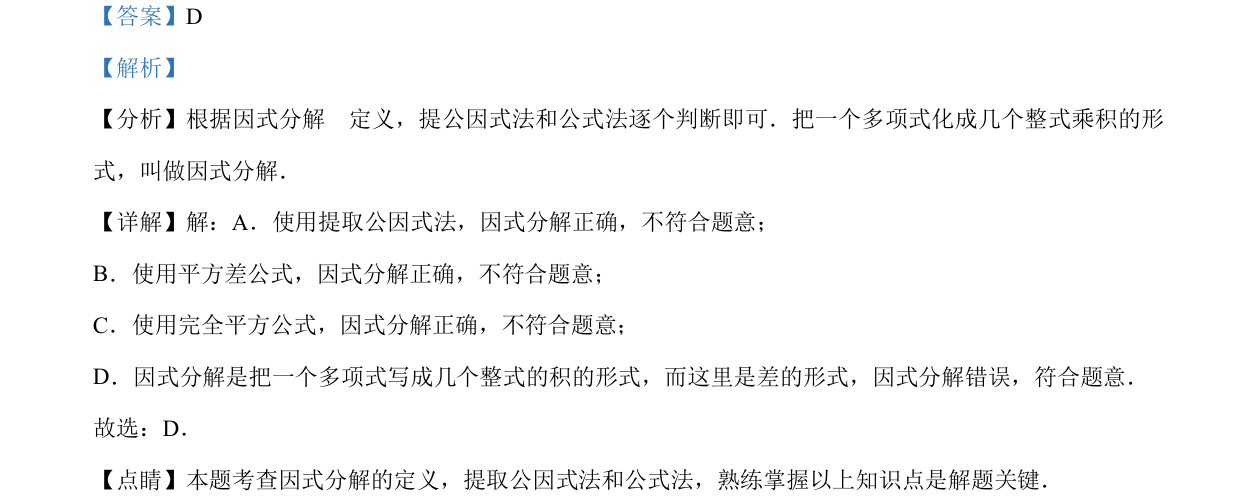 【答案】D
【解析】
【分析】根据因式分解 定义，提公因式法和公式法逐个判断即可．把一个多项式化成几个整式乘积的形
式，叫做因式分解．
【详解】解：A．使用提取公因式法，因式分解正确，不符合题意；
B．使用平方差公式，因式分解正确，不符合题意；
C．使用完全平方公式，因式分解正确，不符合题意；
D．因式分解是把一个多项式写成几个整式的积的形式，而这里是差的形式，因式分解错误，符合题意．
故选：D．
【点睛】本题考查因式分解的定义，提取公因式法和公式法，熟练掌握以上知识点是解题关键．